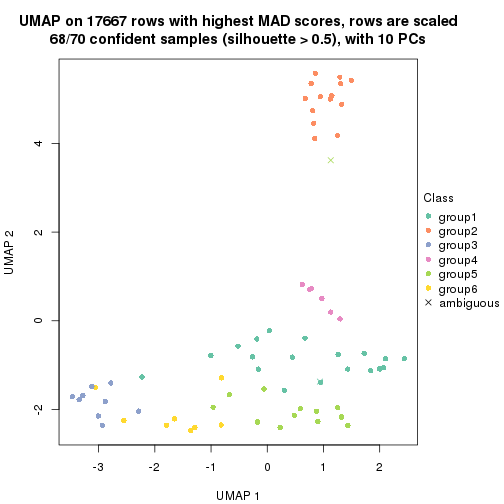 UMAP on 17667 rows with highest MAD scores, rows are scaled
68/70 confident samples (silhouette > 0.5), with 10 PCs
UMAP 2
4
2
0
-2
-3
-2
-1
0
1
2
UMAP 1
Class
group1
group2
group3
group4
group5
group6
ambiguous